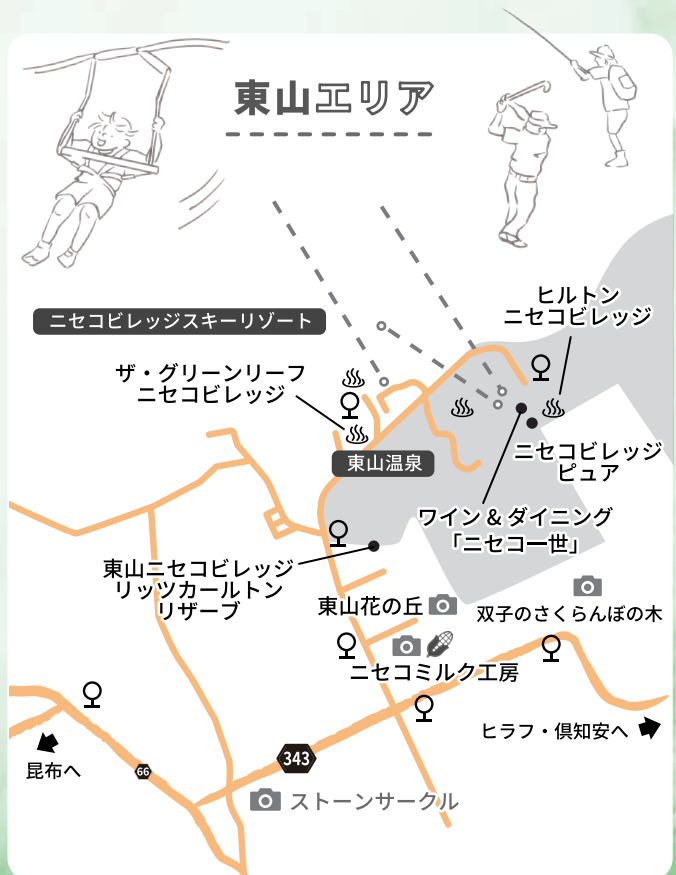 東山エリア
ヒルトン
ニセコビレッジ
ニセコビレッジスキーリゾート
ザ・グリーンリーフ
ニセコビレッジ
ニセコビレッジ
ピュア
東山温泉
ワイン & ダイニング
「ニセコ一世」
東山ニセコビレッジ
リッツカールトン
リザーブ
東山花の丘
双子のさくらんぼの木
ニセコミルク工房
ヒラフ・倶知安へ
昆布へ
66
343
ストーンサークル